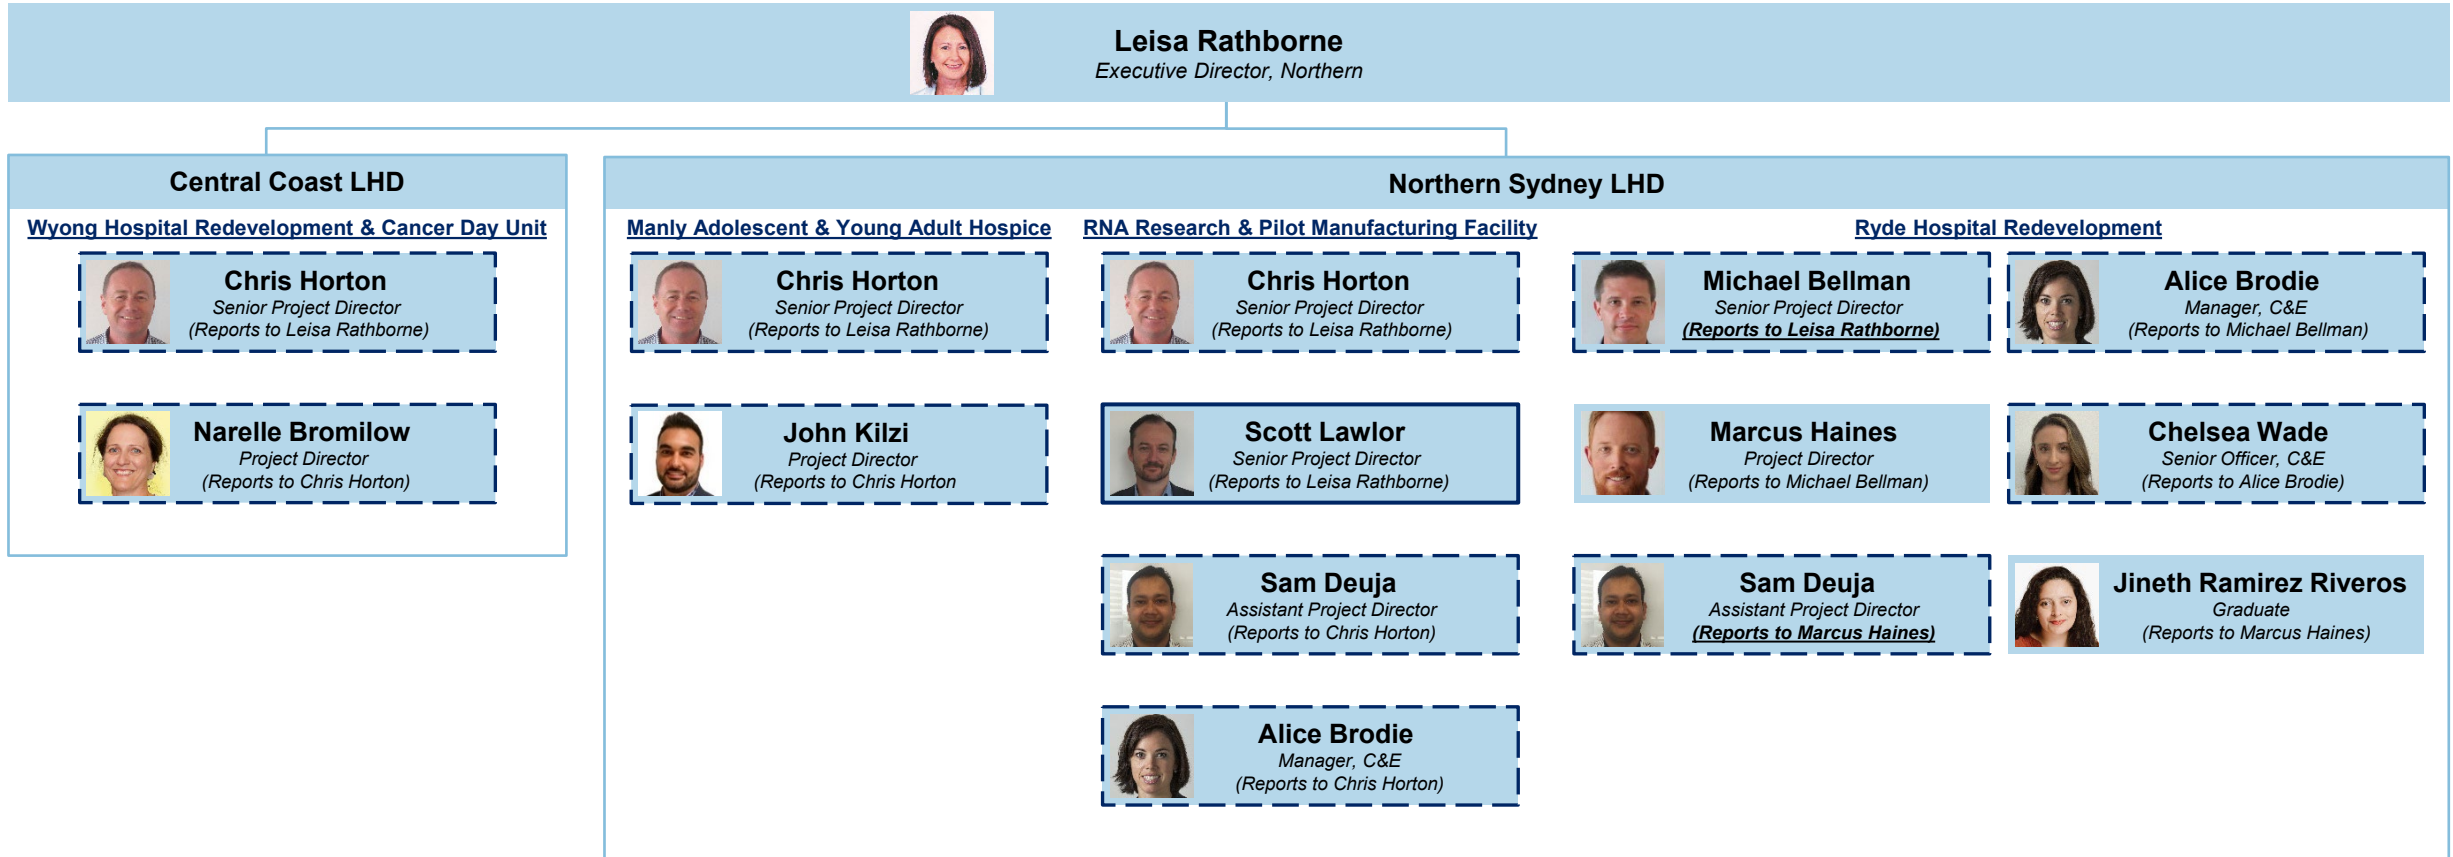 Leisa Rathborne
Executive Director, Northern
Central Coast LHD
Wyong Hospital Redevelopment & Cancer Day Unit
Chris Horton
Senior Project Director
(Reports to Leisa Rathborne)
Narelle Bromilow
Project Director
(Reports to Chris Horton)
Northern Sydney LHD
Manly Adolescent & Young Adult Hospice
Chris Horton
Senior Project Director
(Reports to Leisa Rathborne)
John Kilzi
Project Director
(Reports to Chris Horton
RNA Research & Pilot Manufacturing Facility
Chris Horton
Senior Project Director
(Reports to Leisa Rathborne)
Scott Lawlor
Senior Project Director
(Reports to Leisa Rathborne)
Sam Deuja
Assistant Project Director
(Reports to Chris Horton)
Alice Brodie
Manager, C&E
(Reports to Chris Horton)
Ryde Hospital Redevelopment
Michael Bellman
Senior Project Director
(Reports to Leisa Rathborne)
Marcus Haines
Project Director
(Reports to Michael Bellman)
Sam Deuja
Assistant Project Director
(Reports to Marcus Haines)
Alice Brodie
Manager, C&E
(Reports to Michael Bellman)
Chelsea Wade
Senior Officer, C&E
(Reports to Alice Brodie)
Jineth Ramirez Riveros
Graduate
(Reports to Marcus Haines)